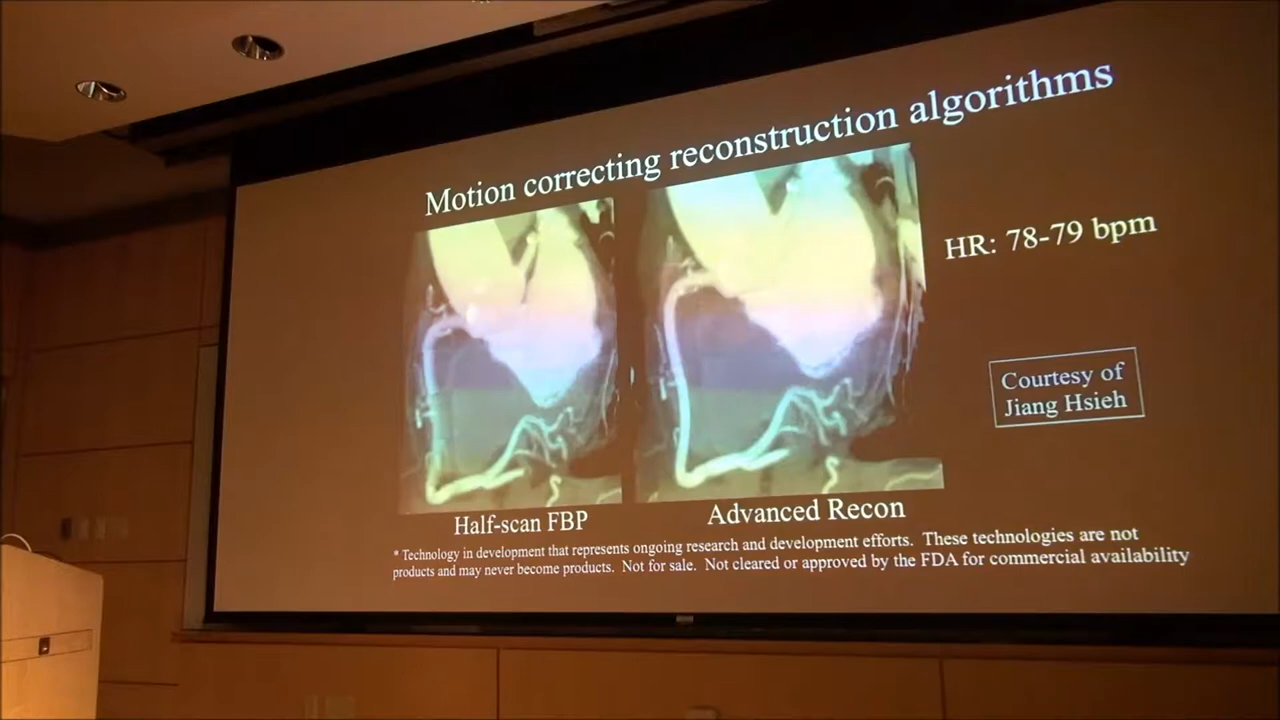 Motion correcting reconstruction algorithms
HR: 78-79 bpm
Courtesy of
Jiang Hsieh
Half-scan FBP
Advanced Recon
* Technology in development that represents ongoing research and development efforts. These technologies are not
products and may never become products. Not for sale. Not cleared or approved by the FDA for commercial availability